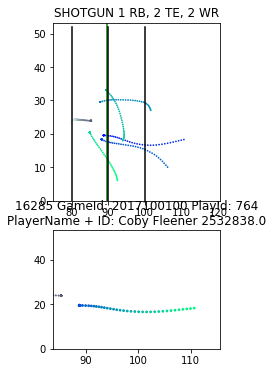 SHOTGUN 1 RB, 2 TE, 2 WR
50
40
30
20
10
0
80 90 100 110 120
16285 GameId: 2017100100 PlayId: 764
PlayerName + ID: Coby Fleener 2532838.0
40
20
0
90 100 110